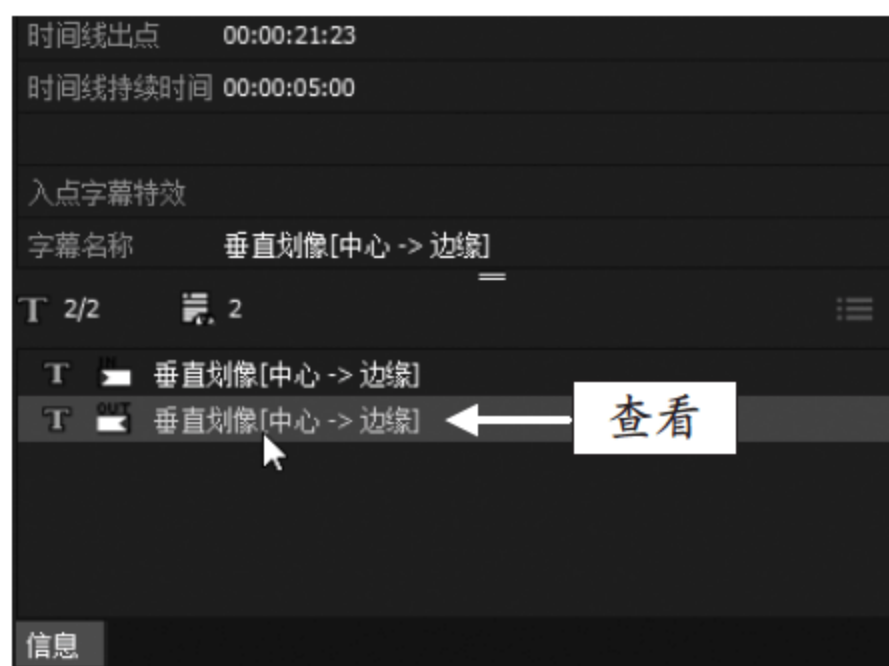 时间线出点 00:00:21:23
时间线持续时间 00:00:05:00
入点字幕特效
字幕名称 垂直划像[中心 -> 边缘]
T 2/2 2
T IN 垂直划像[中心 -> 边缘]
T OUT 垂直划像[中心 -> 边缘] 查看
信息